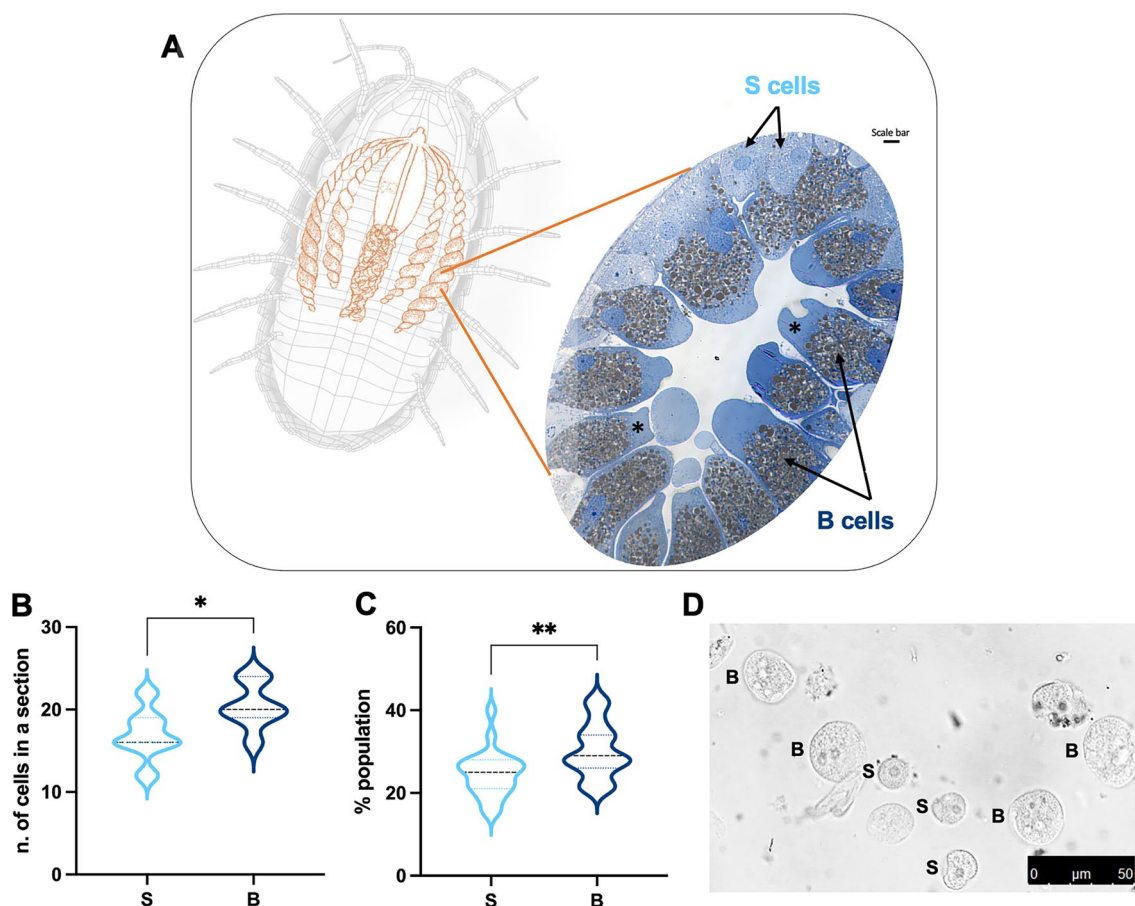 A
S cells
Scale bar
*
*
B cells
B
*
30
20
10
0
n. of cells in a section
S
B
C
**
60
40
20
0
% population
S
B
D
B
B
B
S
S
B
S
0 µm 50